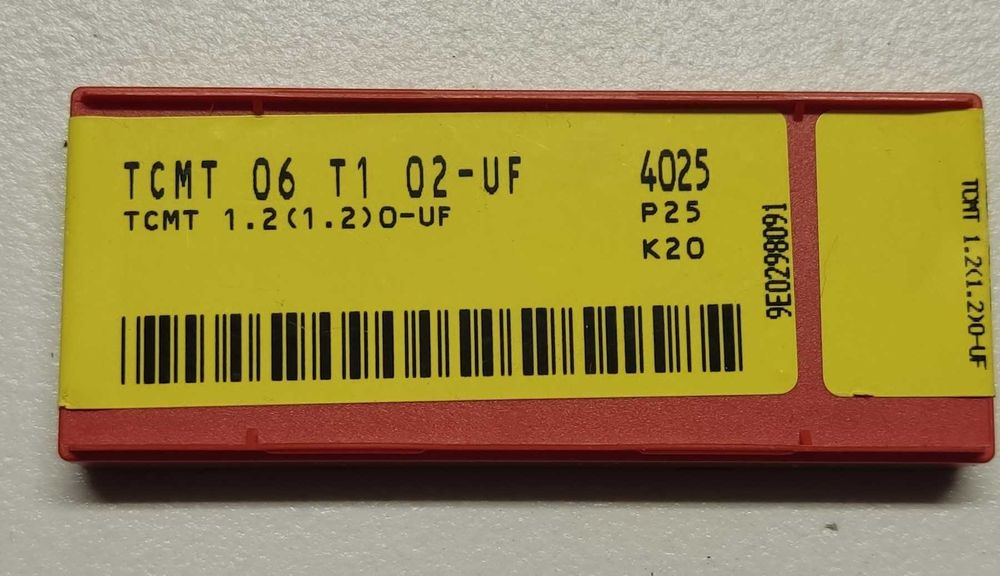 TCMT 06 T1 02-UF 4025
TCMT 1.2(1.2)0-UF P25
K20
TCMT 1.2(1.2)0-UF